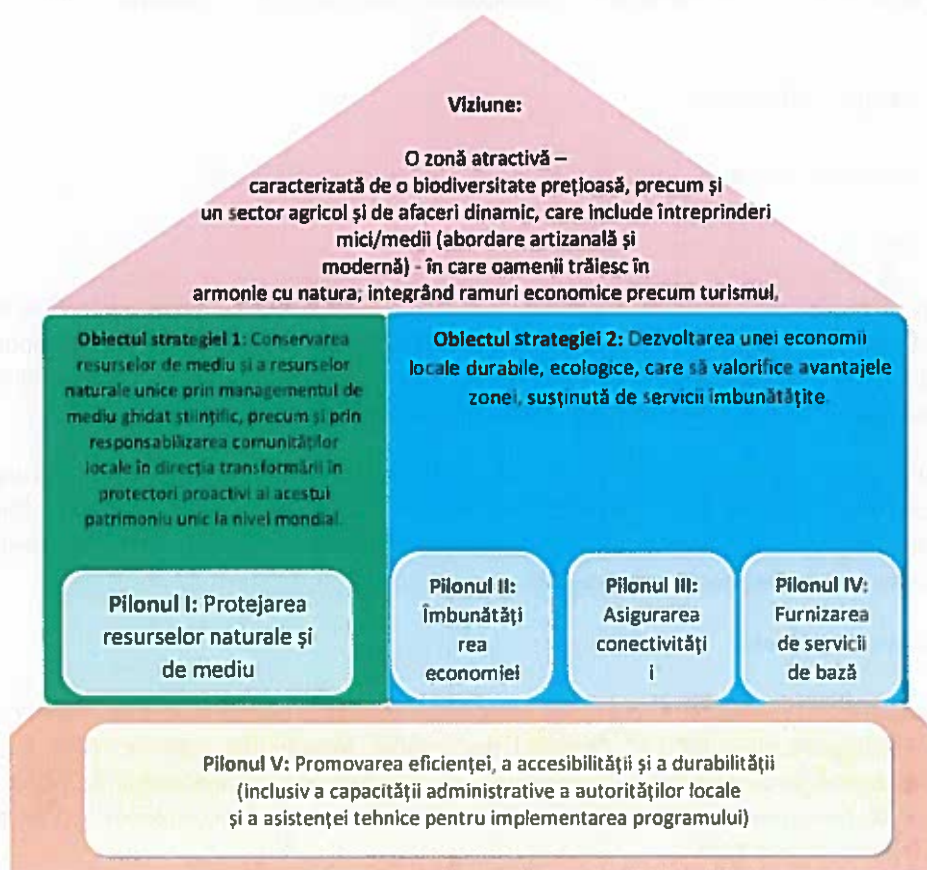 Viziune:
O zonă atractivă –
caracterizată de o biodiversitate prețioasă, precum și
un sector agricol și de afaceri dinamic, care include întreprinderi
mici/medii (abordare artizanală și
modernă) - în care oamenii trăiesc în
armonie cu natura; integrând ramuri economice precum turismul,
Obiectul strategiei 1: Conservarea
resurselor de mediu și a resurselor
naturale unice prin managementul de
mediu ghidat stiintific, precum și prin
responsabilizarea comunităților
locale în direcția transformării în
protectori proactivi ai acestui
patrimoniu unic la nivel mondial.
Obiectul strategiei 2: Dezvoltarea unei economii
locale durabile, ecologice, care să valorifice avantajele
zonei, susținută de servicii îmbunătățite.
Pilonul I: Protejarea
resurselor naturale și
de mediu
Pilonul II:
Îmbunătăți
rea
economiei
Pilonul III:
Asigurarea
conectivități
i
Pilonul IV:
Furnizarea
de servicii
de bază
Pilonul V: Promovarea eficienței, a accesibilității și a durabilității
(inclusiv a capacității administrative a autorităților locale
și a asistenței tehnice pentru implementarea programului)